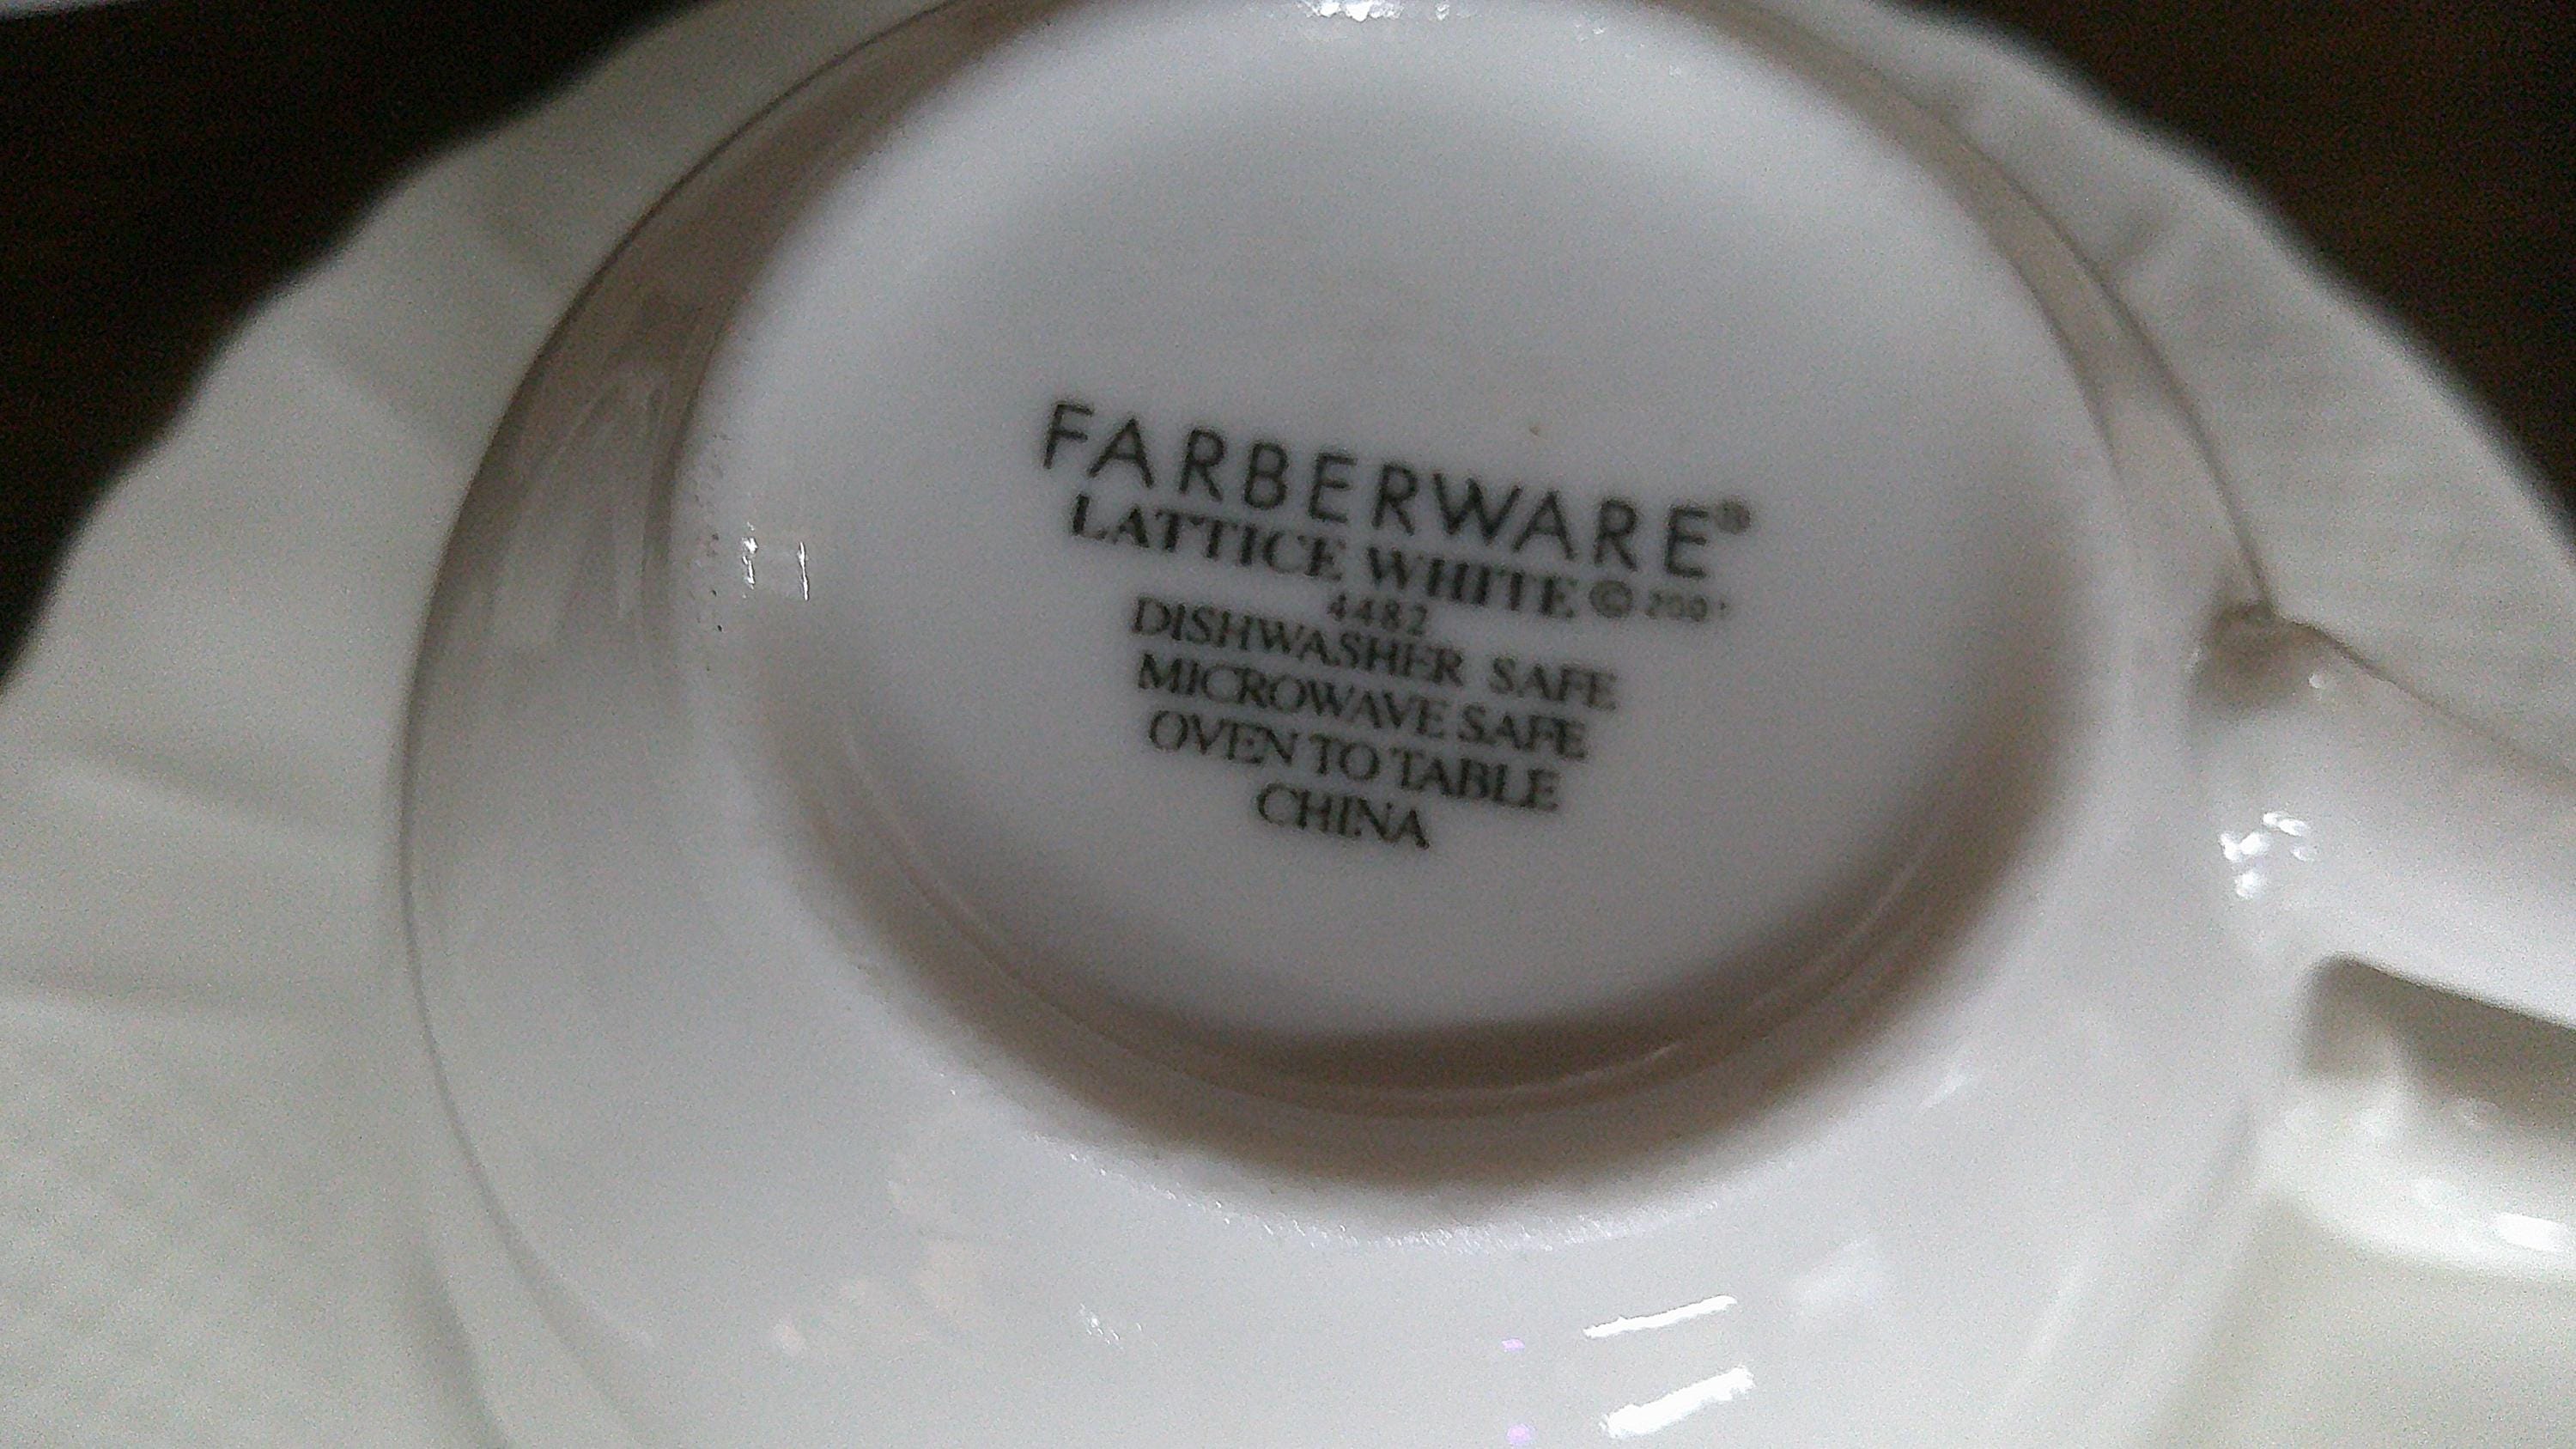 FARBERWARE®
LATTICE WHITE ©
4482
DISHWASHER SAFE
MICROWAVE SAFE
OVEN TO TABLE
CHINA